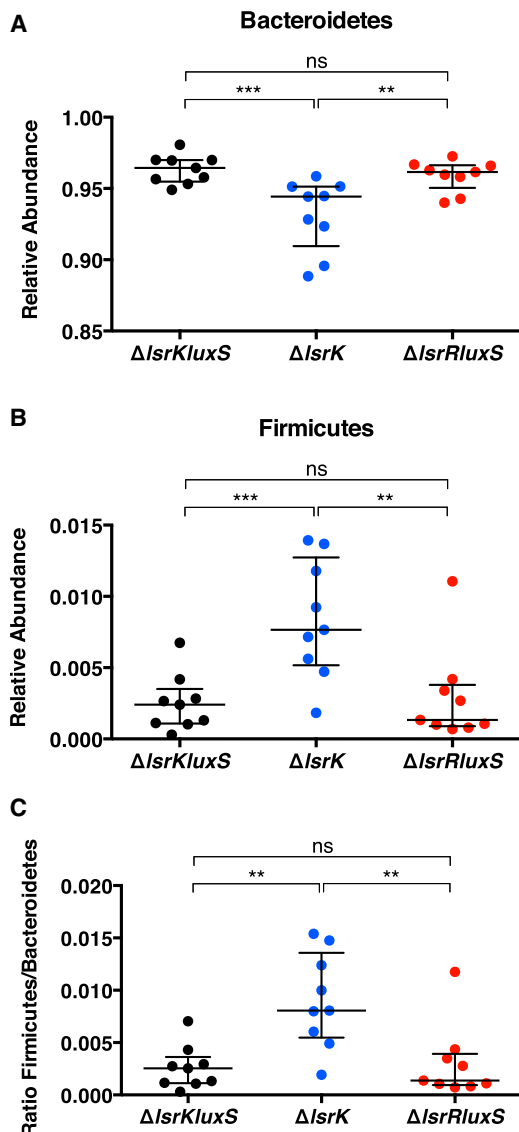 A
Bacteroidetes
ns
*** **
Relative Abundance
1.00
0.95
0.90
0.85
ΔlsrKluxS ΔlsrK ΔlsrRluxS
B
Firmicutes
ns
*** **
Relative Abundance
0.015
0.010
0.005
0.000
ΔlsrKluxS ΔlsrK ΔlsrRluxS
C
ns
** **
Ratio Firmicutes/Bacteroidetes
0.020
0.015
0.010
0.005
0.000
ΔlsrKluxS ΔlsrK ΔlsrRluxS